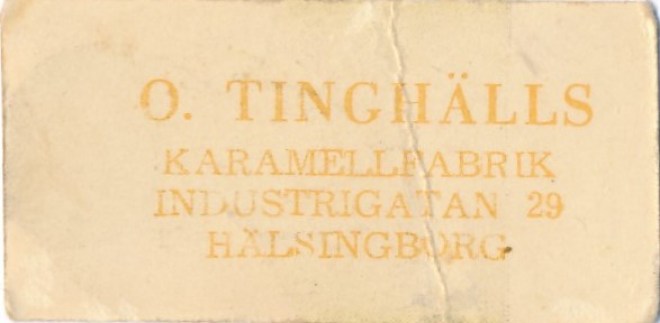 O. TINGHÄLLS
KARAMELLFABRIK
INDUSTRIGATAN 29
HÄLSINGBORG